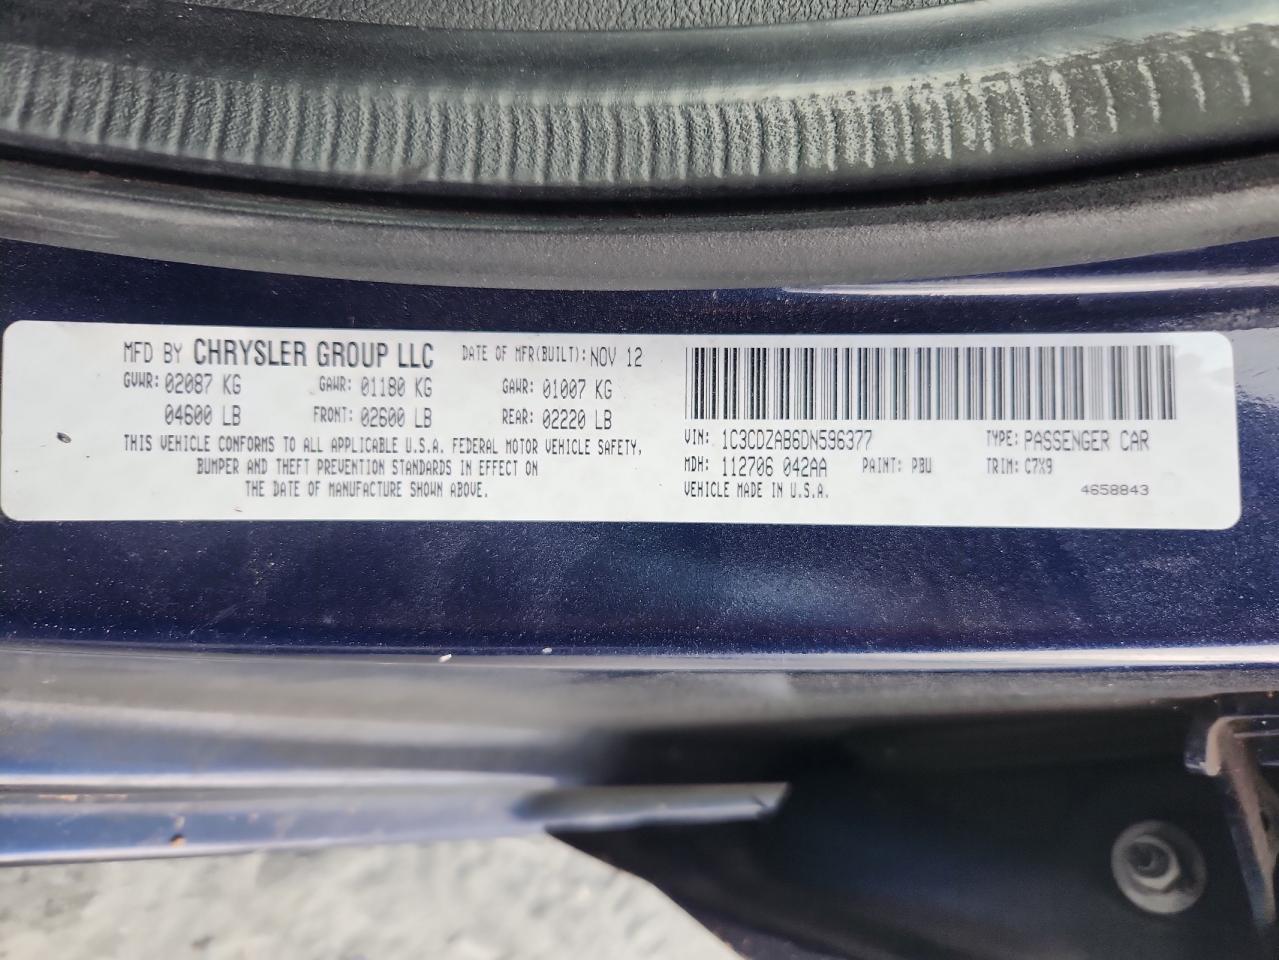 MFD BY CHRYSLER GROUP LLC DATE OF MFR(BUILT): NOV 12
GVWR: 02087 KG GAWR: 01180 KG GAWR: 01007 KG
04600 LB FRONT: 02600 LB REAR: 02220 LB
THIS VEHICLE CONFORMS TO ALL APPLICABLE U.S.A. FEDERAL MOTOR VEHICLE SAFETY,
BUMPER AND THEFT PREVENTION STANDARDS IN EFFECT ON
THE DATE OF MANUFACTURE SHOWN ABOVE.
VIN: 1C3CDZAB6DN596377 TYPE: PASSENGER CAR
MDH: 112706 042AA PAINT: PBU TRIM: C7X9
VEHICLE MADE IN U.S.A. 4658843